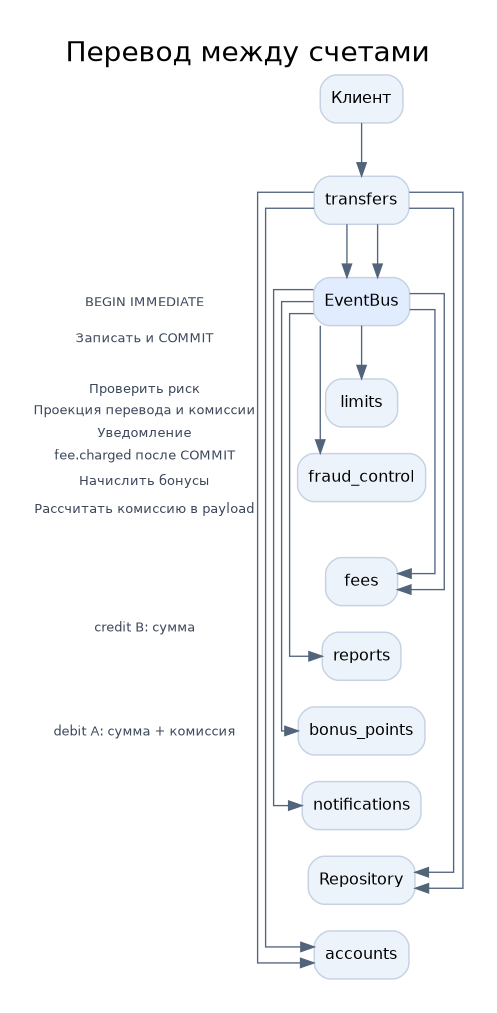 Перевод между счетами
Клиент
transfers
EventBus
BEGIN IMMEDIATE
Записать и COMMIT
Проверить риск
limits
Проекция перевода и комиссии
Уведомление
fee.charged после COMMIT
fraud_control
Начислить бонусы
Рассчитать комиссию в payload
fees
credit B: сумма
reports
debit A: сумма + комиссия
bonus_points
notifications
Repository
accounts